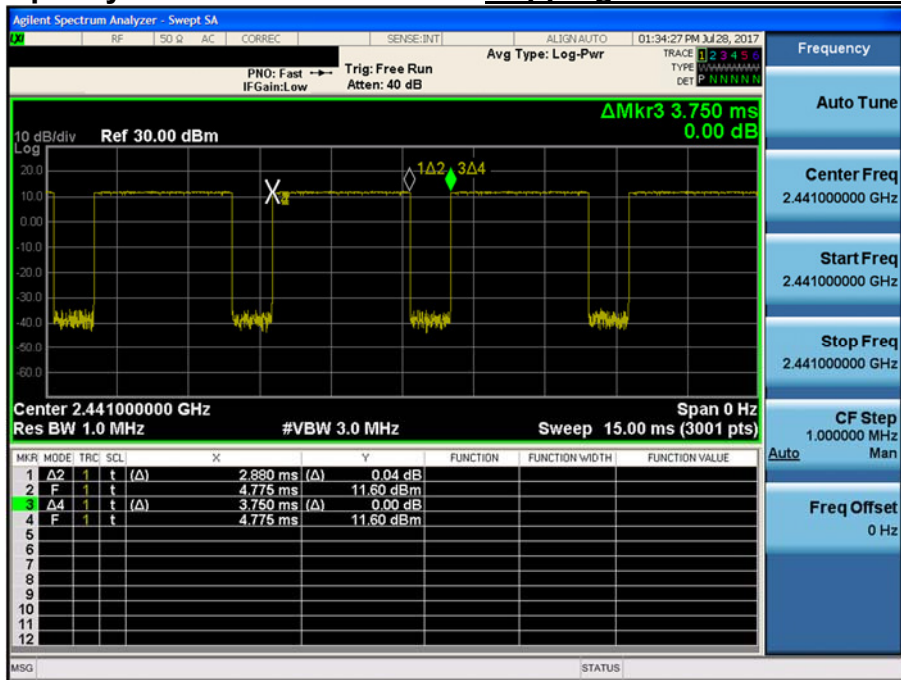 Agilent Spectrum Analyzer - Swept SA
LXI RF 50 Ω AC CORREC SENSE:INT ALIGNAUTO 01:34:27 PM Jul 28, 2017
Avg Type: Log-Pwr TRACE 1 2 3 4 5 6
PNO: Fast Trig: Free Run TYPE
IFGain:Low Atten: 40 dB DET P N N N N N
ΔMkr3 3.750 ms
0.00 dB
10 dB/div Ref 30.00 dBm
Log
20.0
1Δ2 3Δ4
10.0
0.00
-10.0
-20.0
-30.0
-40.0
-50.0
-60.0
Center 2.441000000 GHz Span 0 Hz
Res BW 1.0 MHz #VBW 3.0 MHz Sweep 15.00 ms (3001 pts)
MKR MODE TRC SCL X Y FUNCTION FUNCTION WIDTH FUNCTION VALUE
1 Δ2 1 t (Δ) 2.880 ms (Δ) 0.04 dB
2 F 1 t 4.775 ms 11.60 dBm
3 Δ4 1 t (Δ) 3.750 ms (Δ) 0.00 dB
4 F 1 t 4.775 ms 11.60 dBm
5
6
7
8
9
10
11
12
MSG STATUS
Frequency
Auto Tune
Center Freq
2.441000000 GHz
Start Freq
2.441000000 GHz
Stop Freq
2.441000000 GHz
CF Step
1.000000 MHz
Auto Man
Freq Offset
0 Hz